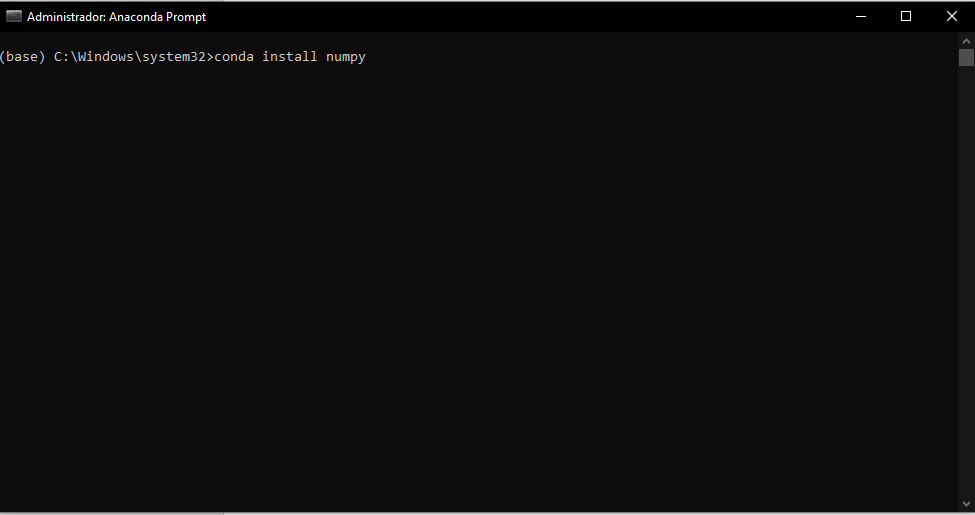 Administrador: Anaconda Prompt
(base) C:\Windows\system32>conda install numpy